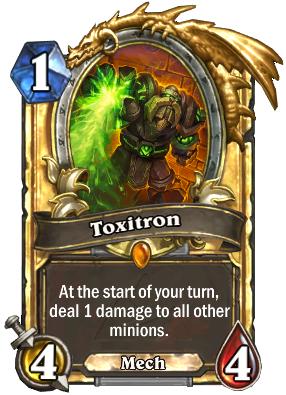 1
Toxitron
At the start of your turn,
deal 1 damage to all other
minions.
4
Mech
4